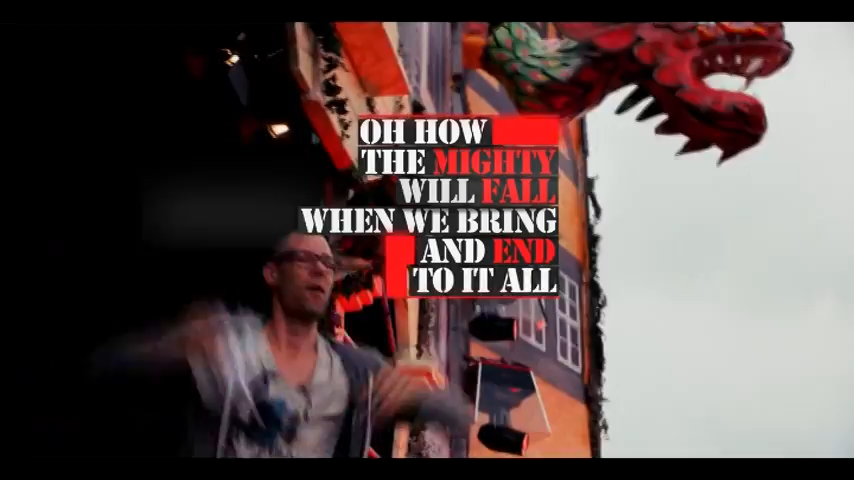 OH HOW
THE MIGHTY
WILL FALL
WHEN WE BRING
AND END
TO IT ALL